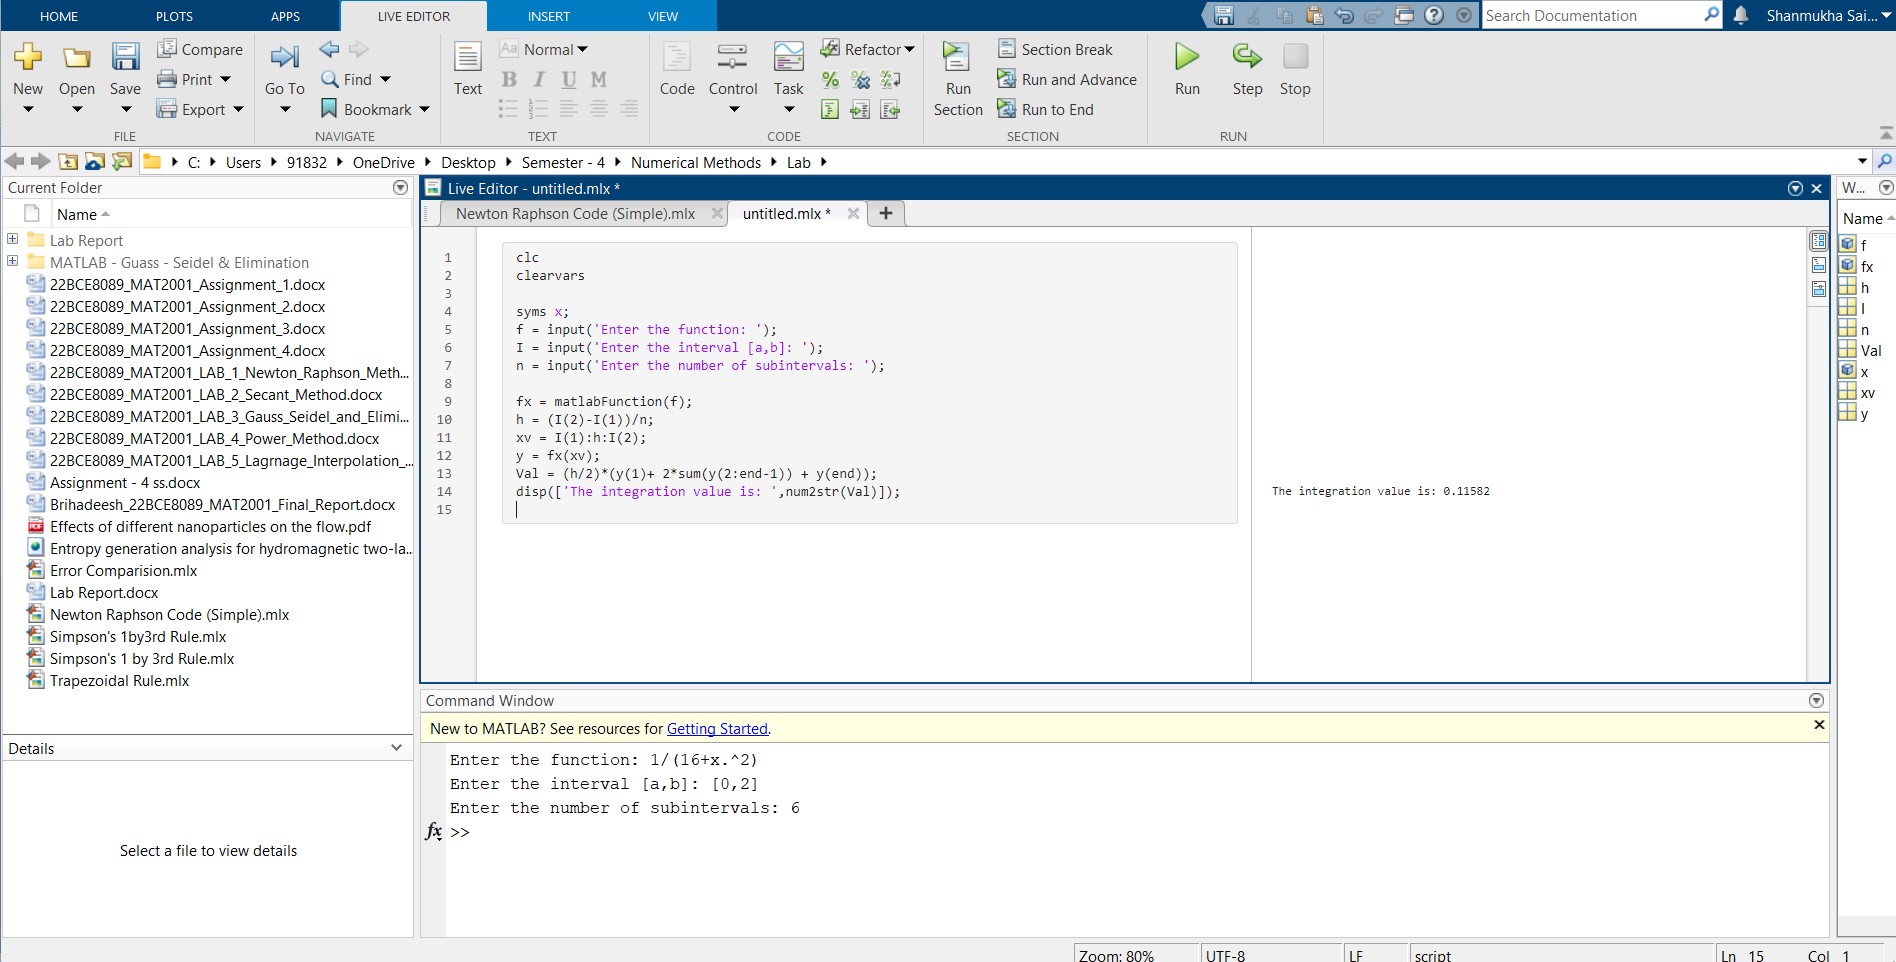 HOME PLOTS APPS LIVE EDITOR INSERT VIEW
Search Documentation
Shanmukha Sai...
New
Open
Save
Compare
Print
Export
FILE
Go To
Find
Bookmark
NAVIGATE
Text
Aa Normal
B I U M
TEXT
Code
Control
Task
Refactor
CODE
Run
Section
Section Break
Run and Advance
Run to End
SECTION
Run
Step
Stop
RUN
C: Users 91832 OneDrive Desktop Semester - 4 Numerical Methods Lab
Current Folder
Name
Lab Report
MATLAB - Guass - Seidel & Elimination
22BCE8089_MAT2001_Assignment_1.docx
22BCE8089_MAT2001_Assignment_2.docx
22BCE8089_MAT2001_Assignment_3.docx
22BCE8089_MAT2001_Assignment_4.docx
22BCE8089_MAT2001_LAB_1_Newton_Raphson_Meth...
22BCE8089_MAT2001_LAB_2_Secant_Method.docx
22BCE8089_MAT2001_LAB_3_Gauss_Seidel_and_Elimi...
22BCE8089_MAT2001_LAB_4_Power_Method.docx
22BCE8089_MAT2001_LAB_5_Lagrnage_Interpolation_...
Assignment - 4 ss.docx
Brihadeesh_22BCE8089_MAT2001_Final_Report.docx
Effects of different nanoparticles on the flow.pdf
Entropy generation analysis for hydromagnetic two-la...
Error Comparision.mlx
Lab Report.docx
Newton Raphson Code (Simple).mlx
Simpson's 1by3rd Rule.mlx
Simpson's 1 by 3rd Rule.mlx
Trapezoidal Rule.mlx
Details
Select a file to view details
Live Editor - untitled.mlx *
Newton Raphson Code (Simple).mlx
untitled.mlx *
1 clc
2 clearvars
3
4 syms x;
5 f = input('Enter the function: ');
6 I = input('Enter the interval [a,b]: ');
7 n = input('Enter the number of subintervals: ');
8
9 fx = matlabFunction(f);
10 h = (I(2)-I(1))/n;
11 xv = I(1):h:I(2);
12 y = fx(xv);
13 Val = (h/2)*(y(1)+ 2*sum(y(2:end-1)) + y(end));
14 disp(['The integration value is: ',num2str(Val)]);
15
The integration value is: 0.11582
Command Window
New to MATLAB? See resources for Getting Started.
Enter the function: 1/(16+x.^2)
Enter the interval [a,b]: [0,2]
Enter the number of subintervals: 6
fx >>
W...
Name
f
fx
h
I
n
Val
x
xv
y
Zoom: 80% UTF-8 LF script Ln 15 Col 1